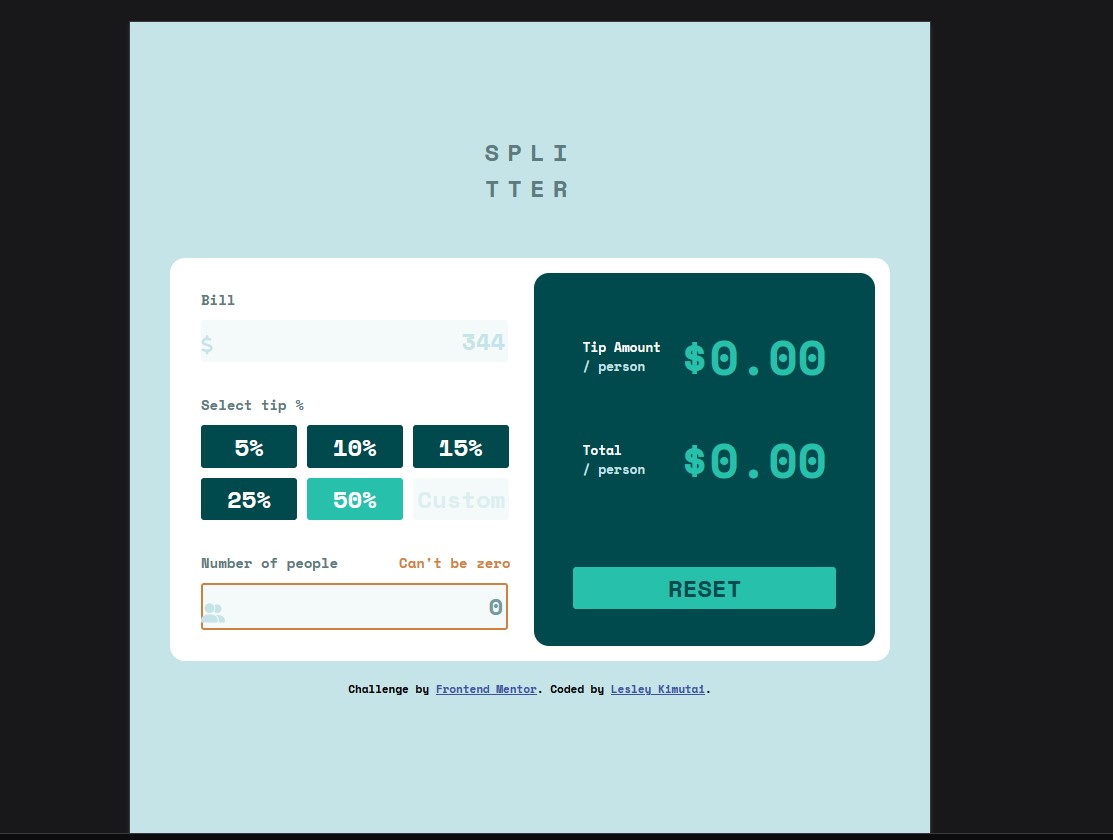 SPLI
TTER
Bill
$ 344
Select tip %
5% 10% 15%
25% 50% Custom
Number of people Can't be zero
0
Tip Amount
/ person
$0.00
Total
/ person
$0.00
RESET
Challenge by Frontend Mentor. Coded by Lesley Kimutai.